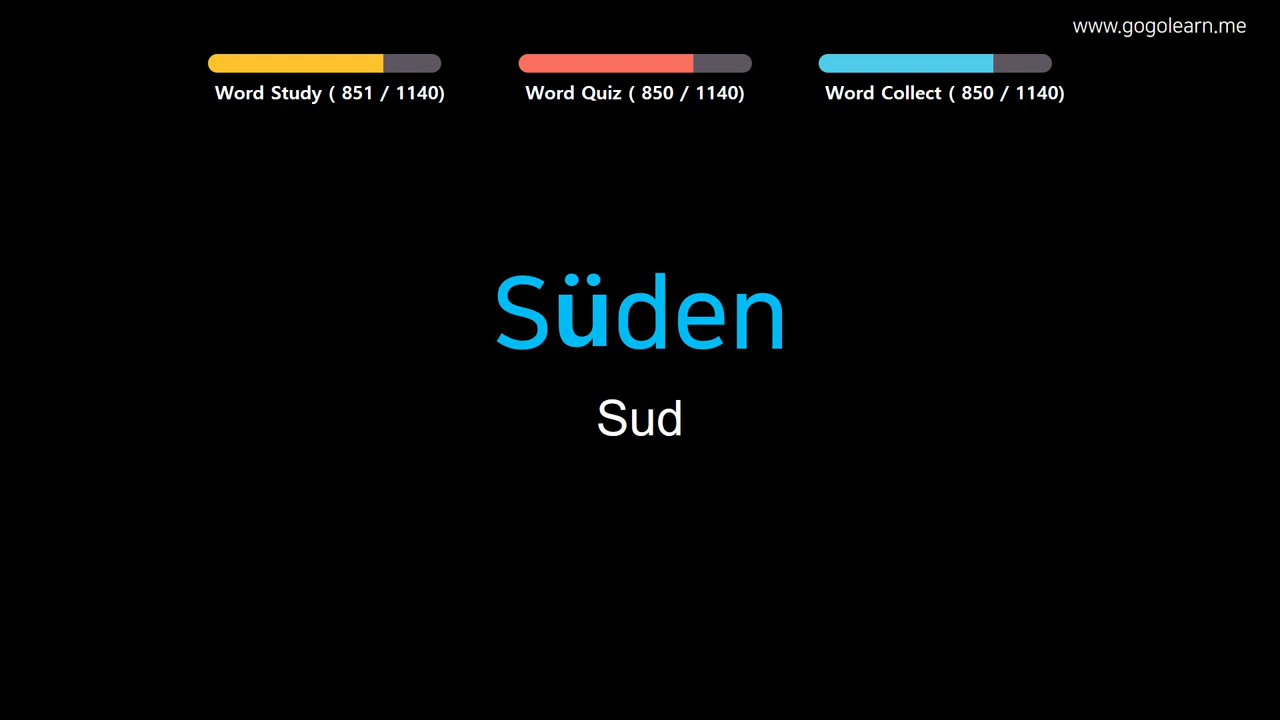 www.gogolearn.me
Word Study ( 851 / 1140)
Word Quiz ( 850 / 1140)
Word Collect ( 850 / 1140)
Süden
Sud